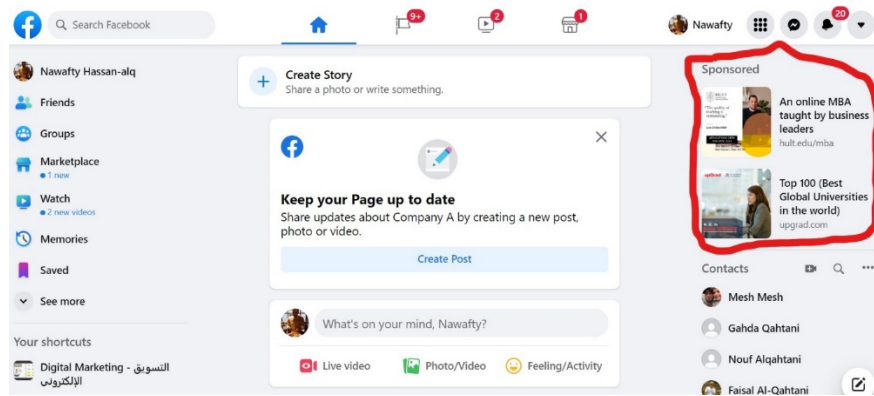 Search Facebook
9+
2
1
Nawafty
20
Nawafty Hassan-alq
Friends
Groups
Marketplace
1 new
Watch
2 new videos
Memories
Saved
See more
Your shortcuts
Digital Marketing - التسويق
الإلكتروني
Create Story
Share a photo or write something.
Keep your Page up to date
Share updates about Company A by creating a new post,
photo or video.
Create Post
What's on your mind, Nawafty?
Live video
Photo/Video
Feeling/Activity
Sponsored
An online MBA
taught by business
leaders
hult.edu/mba
Top 100 (Best
Global Universities
in the world)
upgrad.com
Contacts
Mesh Mesh
Gahda Qahtani
Nouf Alqahtani
Faisal Al-Qahtani